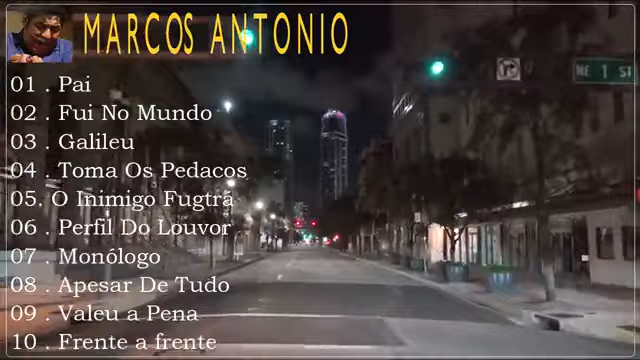 MARCOS ANTONIO
NE 1 ST
01 . Pai
02 . Fui No Mundo
03 . Galileu
04 . Toma Os Pedacos
05. O Inimigo Fugtrá
06 . Perfil Do Louvor
07 . Monólogo
08 . Apesar De Tudo
09 . Valeu a Pena
10 . Frente a frente